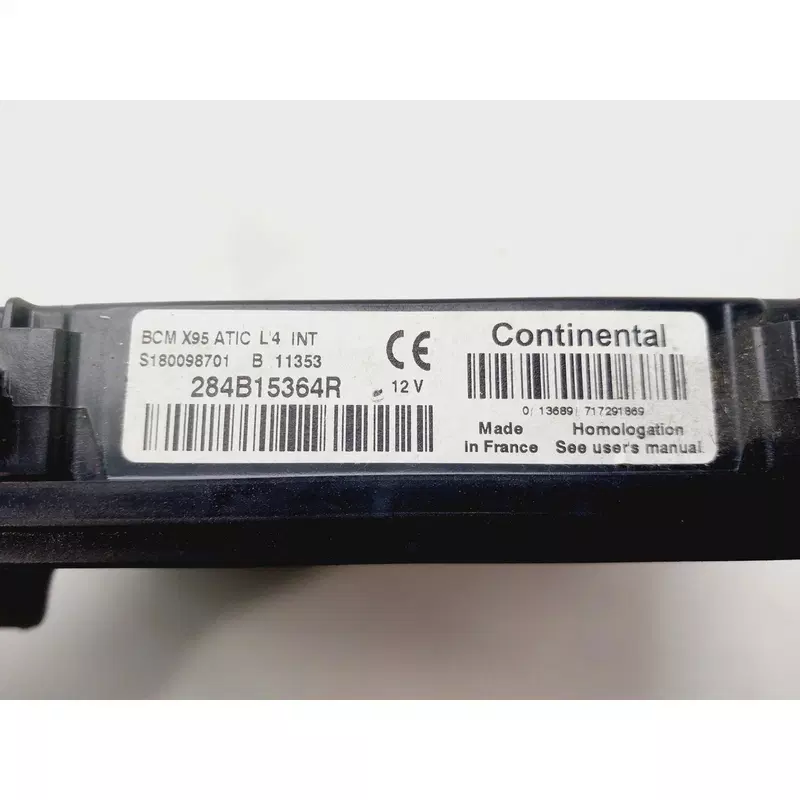 BCM X95 ATIC L'4 INT
S180098701 B 11353
284B15364R
12 V
CE
Continental
0 13689 717291869
Made
in France
Homologation
See user's manual